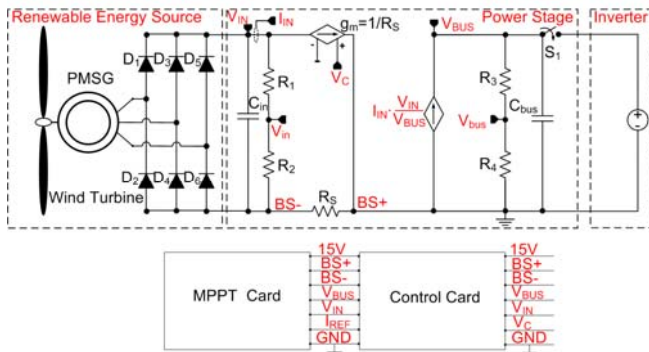 Renewable Energy Source
V_IN
I_IN
g_m=1/R_S
V_BUS
Power Stage
Inverter
PMSG
D_1
D_3
D_5
-
+
V_C
S_1
R_1
R_3
C_in
V_in
I_IN·V_IN/V_BUS
V_bus
C_bus
+
-
D_2
D_4
D_6
R_2
R_4
Wind Turbine
BS-
R_S
BS+
MPPT Card
15V
BS+
BS-
V_BUS
V_IN
I_REF
GND
Control Card
15V
BS+
BS-
V_BUS
V_IN
V_C
GND